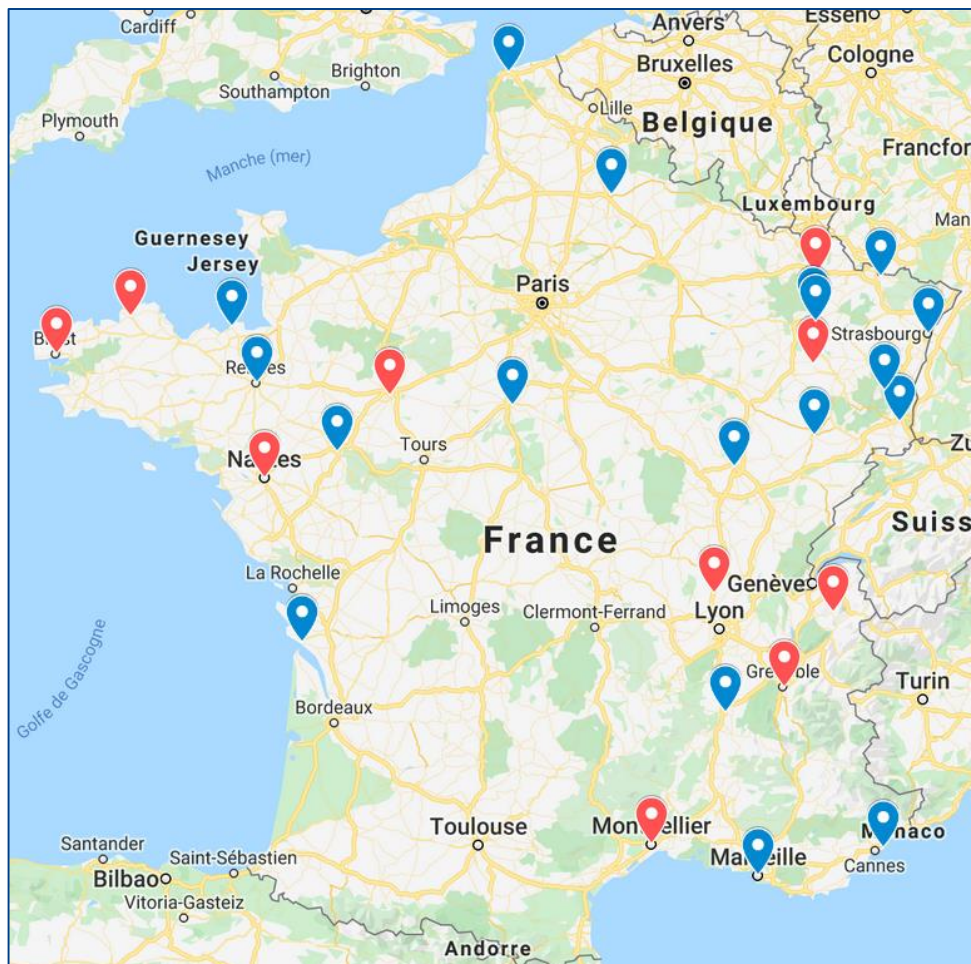 Cardiff
Anvers
Essen
Bruxelles
Cologne
Brighton
Southampton
Lille
Plymouth
Belgique
Manche (mer)
Francfor
Luxembourg
Guernesey
Jersey
Paris
Strasbourg
Tours
France
Suiss
La Rochelle
Genève
Limoges
Clermont-Ferrand
Lyon
Golfe de Gascogne
Turin
Bordeaux
Toulouse
Santander
Saint-Sébastien
Cannes
Bilbao
Vitoria-Gasteiz
Andorre